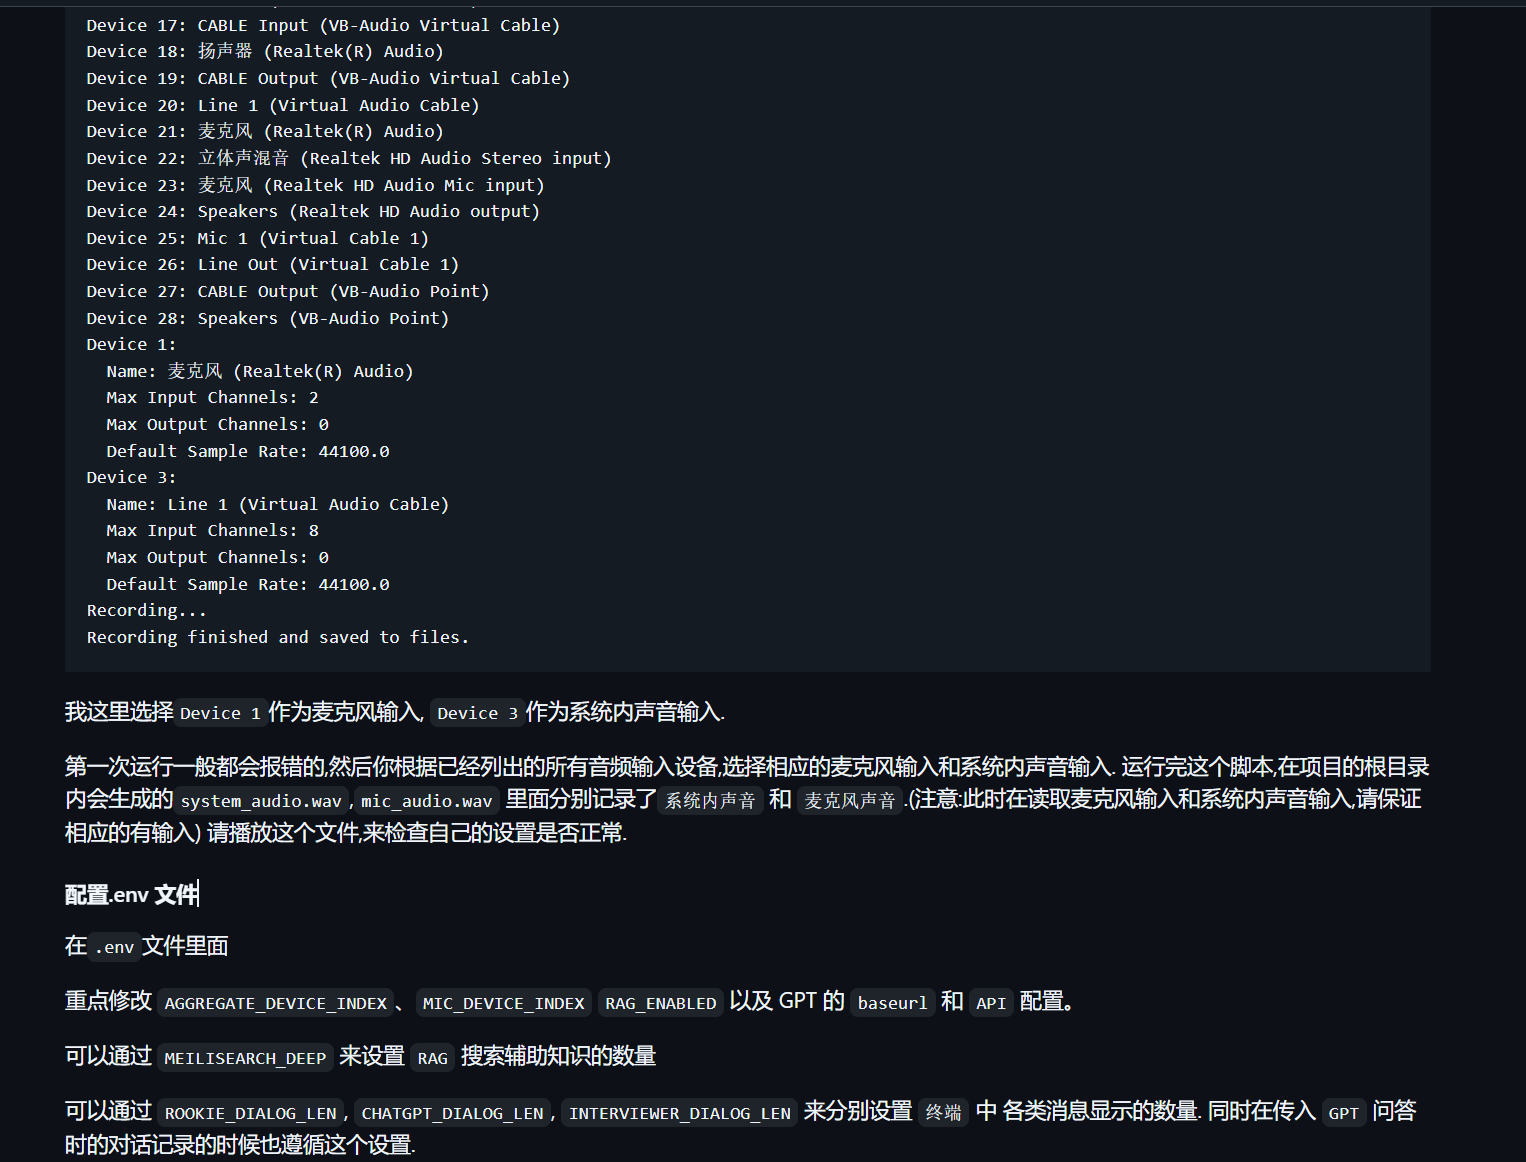 Device 17: CABLE Input (VB-Audio Virtual Cable)
Device 18: 扬声器 (Realtek(R) Audio)
Device 19: CABLE Output (VB-Audio Virtual Cable)
Device 20: Line 1 (Virtual Audio Cable)
Device 21: 麦克风 (Realtek(R) Audio)
Device 22: 立体声混音 (Realtek HD Audio Stereo input)
Device 23: 麦克风 (Realtek HD Audio Mic input)
Device 24: Speakers (Realtek HD Audio output)
Device 25: Mic 1 (Virtual Cable 1)
Device 26: Line Out (Virtual Cable 1)
Device 27: CABLE Output (VB-Audio Point)
Device 28: Speakers (VB-Audio Point)
Device 1:
  Name: 麦克风 (Realtek(R) Audio)
  Max Input Channels: 2
  Max Output Channels: 0
  Default Sample Rate: 44100.0
Device 3:
  Name: Line 1 (Virtual Audio Cable)
  Max Input Channels: 8
  Max Output Channels: 0
  Default Sample Rate: 44100.0
Recording...
Recording finished and saved to files.
我这里选择 Device 1 作为麦克风输入, Device 3 作为系统内声音输入.
第一次运行一般都会报错的,然后你根据已经列出的所有音频输入设备,选择相应的麦克风输入和系统内声音输入. 运行完这个脚本,在项目的根目录
内会生成的 system_audio.wav , mic_audio.wav 里面分别记录了 系统内声音 和 麦克风声音 .(注意:此时在读取麦克风输入和系统内声音输入,请保证
相应的有输入) 请播放这个文件,来检查自己的设置是否正常.
配置.env 文件
在 .env 文件里面
重点修改 AGGREGATE_DEVICE_INDEX 、 MIC_DEVICE_INDEX RAG_ENABLED 以及 GPT 的 baseurl 和 API 配置。
可以通过 MEILISEARCH_DEEP 来设置 RAG 搜索辅助知识的数量
可以通过 ROOKIE_DIALOG_LEN , CHATGPT_DIALOG_LEN , INTERVIEWER_DIALOG_LEN 来分别设置 终端 中 各类消息显示的数量. 同时在传入 GPT 问答
时的对话记录的时候也遵循这个设置.